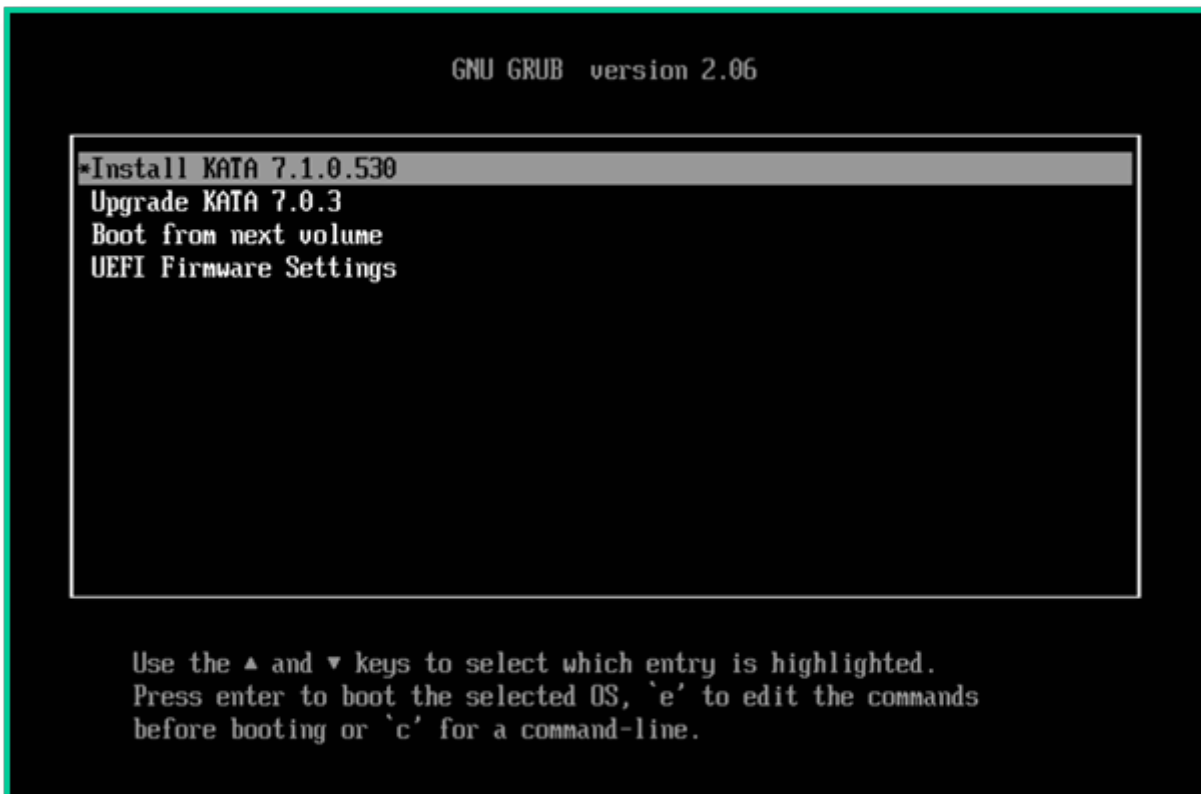 GNU GRUB  version 2.06
*Install KATA 7.1.0.530
Upgrade KATA 7.0.3
Boot from next volume
UEFI Firmware Settings
Use the ▲ and ▼ keys to select which entry is highlighted.
Press enter to boot the selected OS, `e' to edit the commands
before booting or `c' for a command-line.